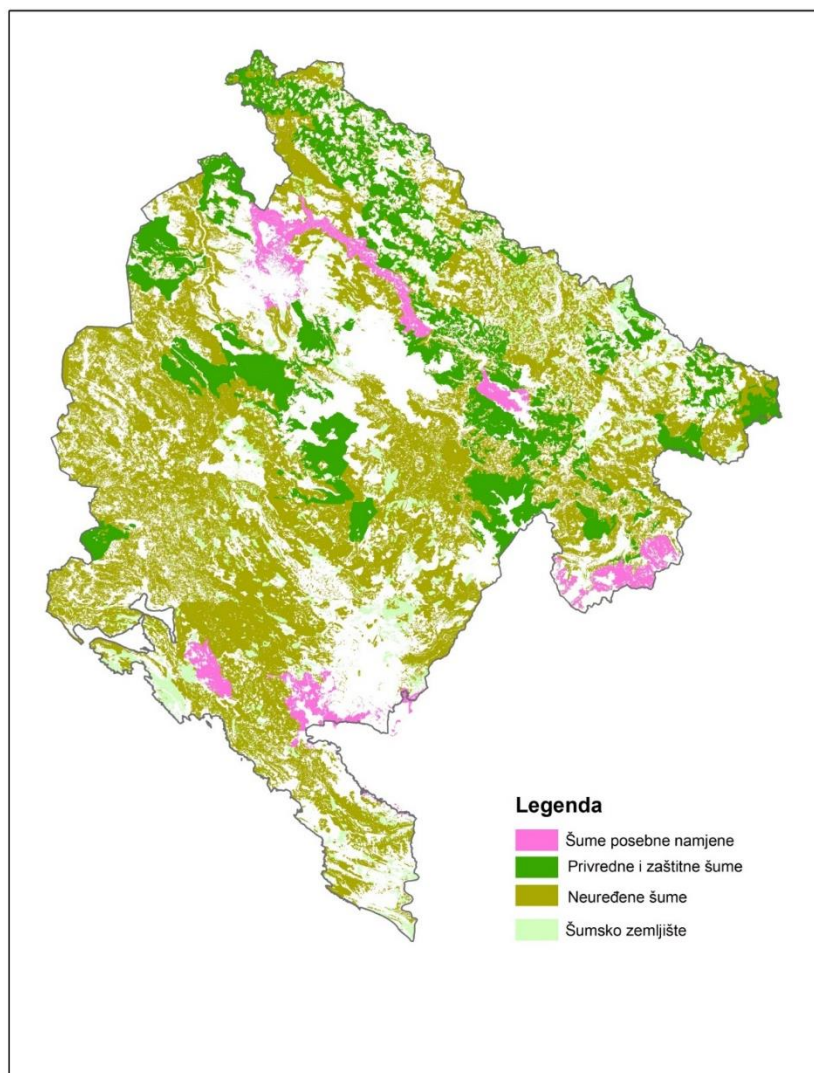 Legenda
Šume posebne namjene
Privredne i zaštitne šume
Neuređene šume
Šumsko zemljište